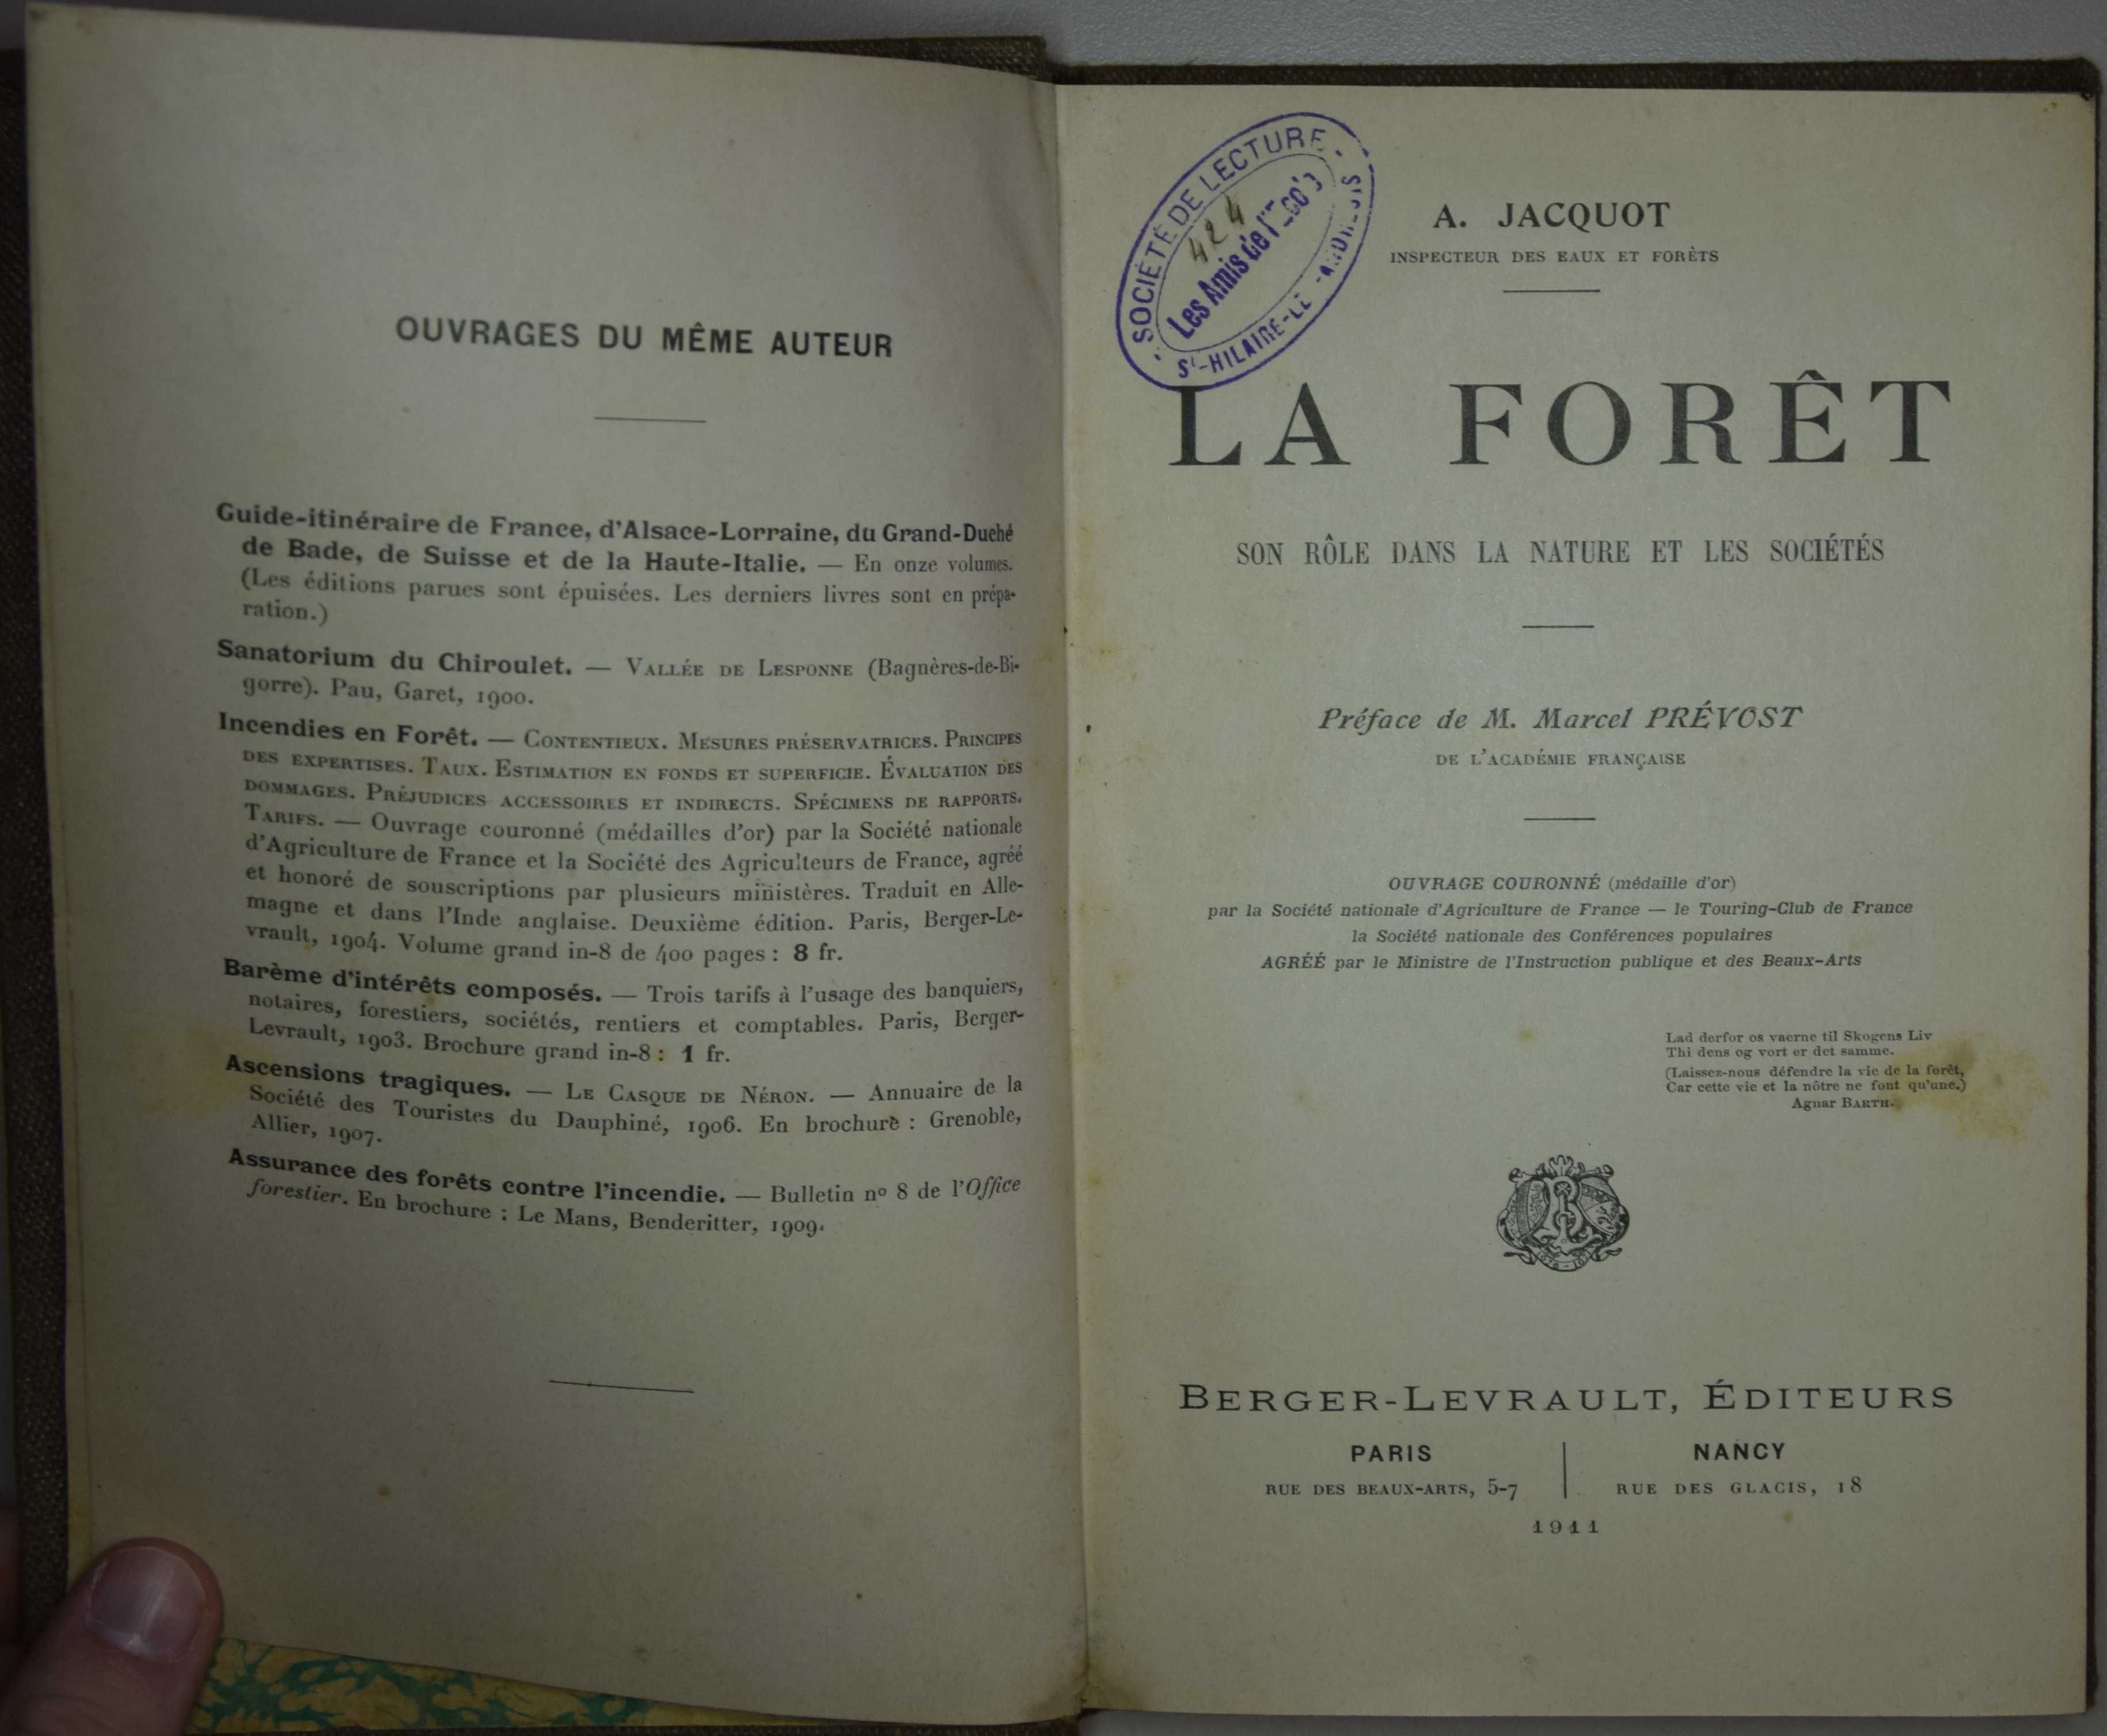 OUVRAGES DU MÊME AUTEUR
Guide-itinéraire de France, d'Alsace-Lorraine, du Grand-Duché
de Bade, de Suisse et de la Haute-Italie. — En onze volumes.
(Les éditions parues sont épuisées. Les derniers livres sont en prépa-
ration.)
Sanatorium du Chiroulet. — VALLÉE DE LESPONNE (Bagnères-de-Bi-
gorre). Pau, Garet, 1900.
Incendies en Forêt. — CONTENTIEUX. MESURES PRÉSERVATRICES. PRINCIPES
DES EXPERTISES. TAUX. ESTIMATION EN FONDS ET SUPERFICIE. ÉVALUATION DES
DOMMAGES. PRÉJUDICES ACCESSOIRES ET INDIRECTS. SPÉCIMENS DE RAPPORTS.
TARIFS. — Ouvrage couronné (médailles d'or) par la Société nationale
d'Agriculture de France et la Société des Agriculteurs de France, agréé
et honoré de souscriptions par plusieurs ministères. Traduit en Alle-
magne et dans l'Inde anglaise. Deuxième édition. Paris, Berger-Le-
vrault, 1904. Volume grand in-8 de 400 pages : 8 fr.
Barème d'intérêts composés. — Trois tarifs à l'usage des banquiers,
notaires, forestiers, sociétés, rentiers et comptables. Paris, Berger-
Levrault, 1903. Brochure grand in-8 : 1 fr.
Ascensions tragiques. — LE CASQUE DE NÉRON. — Annuaire de la
Société des Touristes du Dauphiné, 1906. En brochure : Grenoble,
Allier, 1907.
Assurance des forêts contre l'incendie. — Bulletin nº 8 de l'Office
forestier. En brochure : Le Mans, Benderitter, 1909.
SOCIÉTÉ DE LECTURE
424
Les Amis de l'
St-HILAIRE-LE-
A. JACQUOT
INSPECTEUR DES EAUX ET FORÊTS
LA FORÊT
SON RÔLE DANS LA NATURE ET LES SOCIÉTÉS
Préface de M. Marcel PRÉVOST
DE L'ACADÉMIE FRANÇAISE
OUVRAGE COURONNÉ (médaille d'or)
par la Société nationale d'Agriculture de France — le Touring-Club de France
la Société nationale des Conférences populaires
AGRÉÉ par le Ministre de l'Instruction publique et des Beaux-Arts
Lad derfor os vaerne til Skogens Liv
Thi dens og vort er det samme.
(Laissez-nous défendre la vie de la forêt,
Car cette vie et la nôtre ne font qu'une.)
Agnar BARTH.
BERGER-LEVRAULT, ÉDITEURS
PARIS
RUE DES BEAUX-ARTS, 5-7
NANCY
RUE DES GLACIS, 18
1911